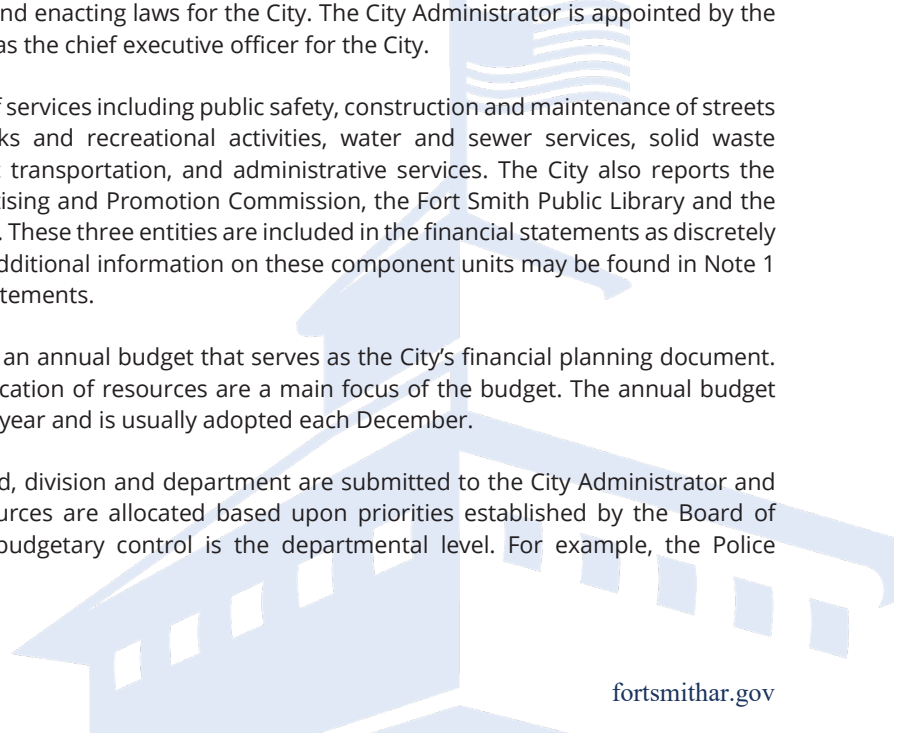 nd enacting laws for the City. The City Administrator is appointed by the
as the chief executive officer for the City.
f services including public safety, construction and maintenance of streets
ks and recreational activities, water and sewer services, solid waste
transportation, and administrative services. The City also reports the
ising and Promotion Commission, the Fort Smith Public Library and the
. These three entities are included in the financial statements as discretely
dditional information on these component units may be found in Note 1
tements.
an annual budget that serves as the City’s financial planning document.
cation of resources are a main focus of the budget. The annual budget
year and is usually adopted each December.
d, division and department are submitted to the City Administrator and
urces are allocated based upon priorities established by the Board of
budgetary control is the departmental level. For example, the Police
fortsmithar.gov